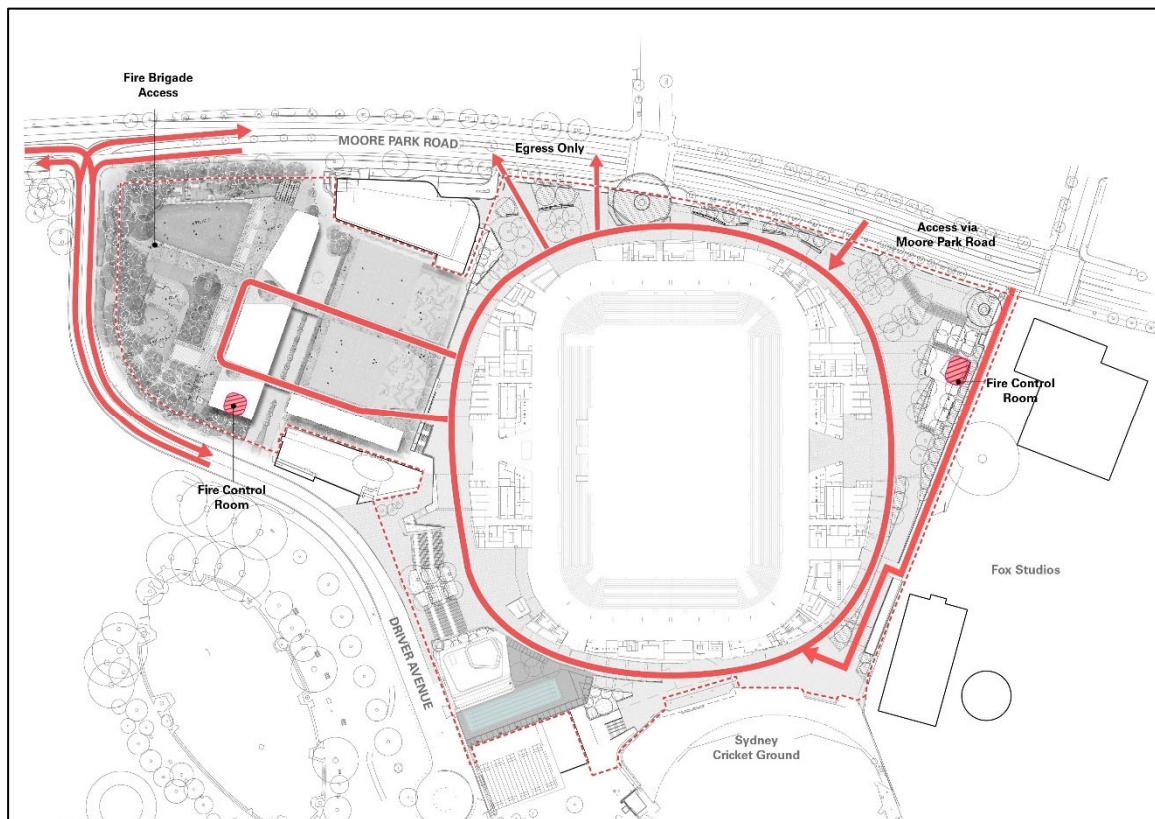 Fire Brigade
Access
MOORE PARK ROAD
Egress Only
Access via
Moore Park Road
Fire Control
Room
Fire Control
Room
Fox Studios
DRIVER AVENUE
Sydney
Cricket Ground